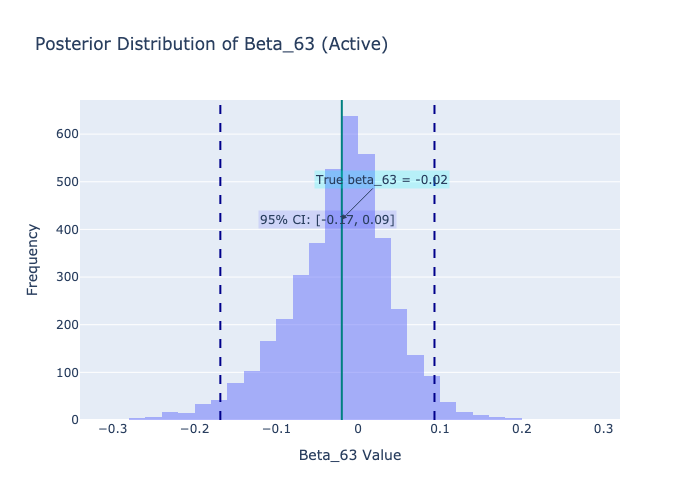 Posterior Distribution of Beta_63 (Active)
600
500
400
300
200
100
0
Frequency
True beta_63 = -0.02
95% CI: [-0.17, 0.09]
−0.3
−0.2
−0.1
0
0.1
0.2
0.3
Beta_63 Value